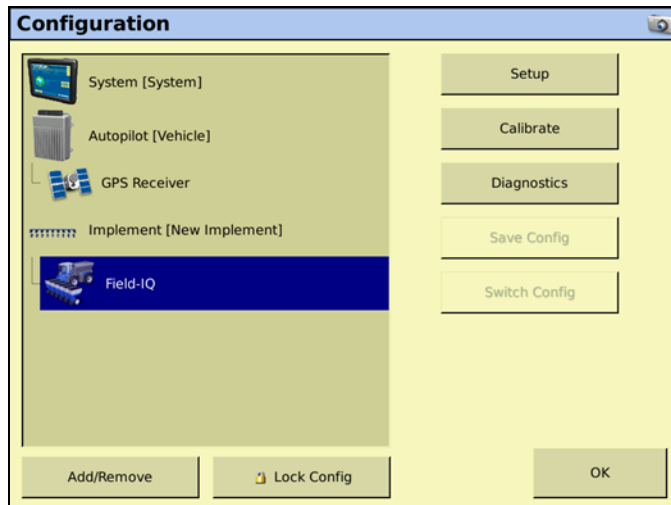 Configuration
System [System]
Autopilot [Vehicle]
GPS Receiver
Implement [New Implement]
Field-IQ
Setup
Calibrate
Diagnostics
Save Config
Switch Config
Add/Remove
Lock Config
OK